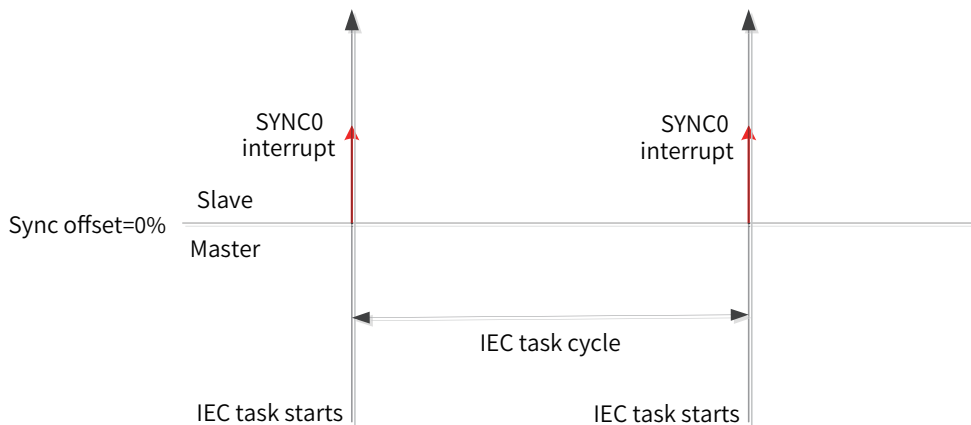 SYNC0
interrupt
SYNC0
interrupt
Slave
Sync offset=0%
Master
IEC task cycle
IEC task starts
IEC task starts